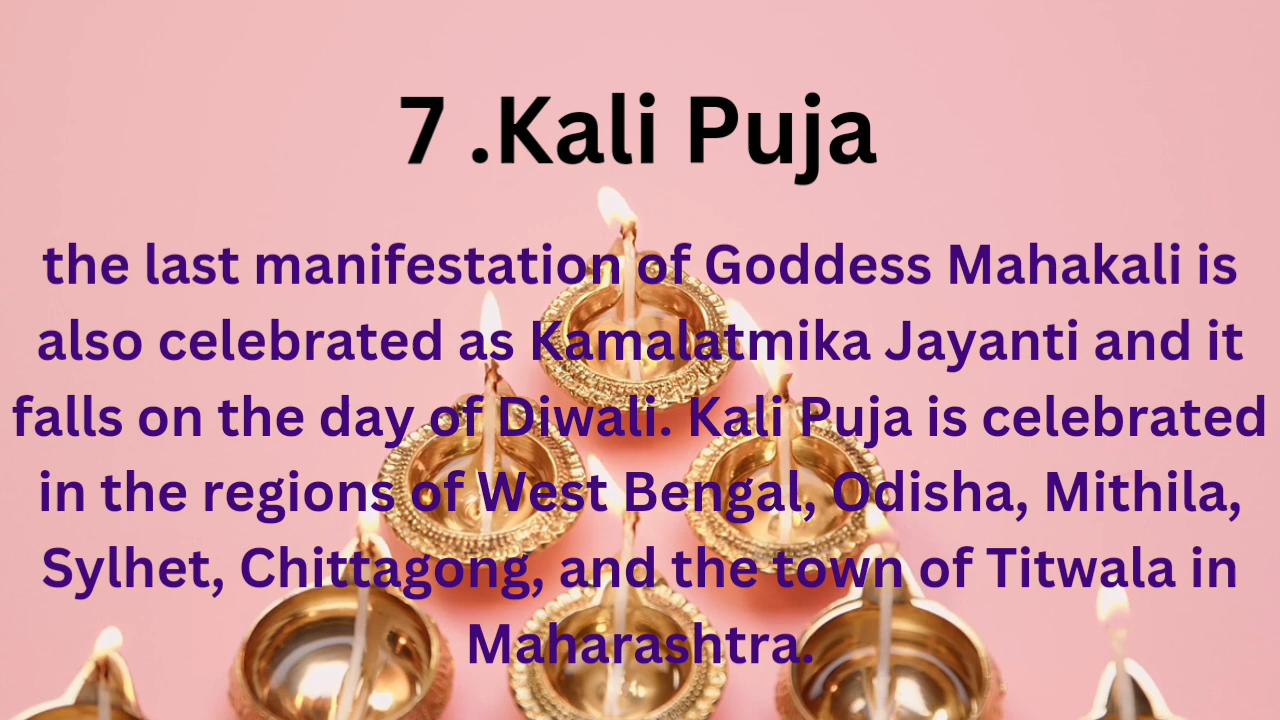 7 .Kali Puja
the last manifestation of Goddess Mahakali is
also celebrated as Kamalatmika Jayanti and it
falls on the day of Diwali. Kali Puja is celebrated
in the regions of West Bengal, Odisha, Mithila,
Sylhet, Chittagong, and the town of Titwala in
Maharashtra.